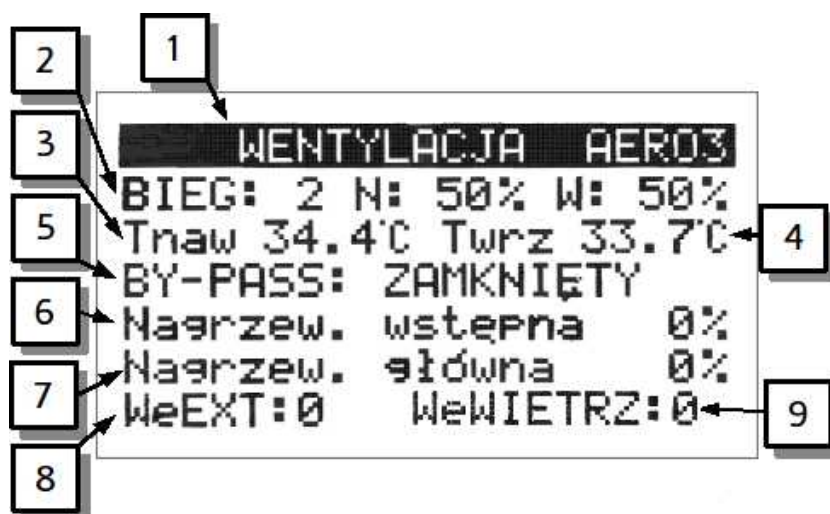 1
2
WENTYLACJA AERO3
3
BIEG: 2 N: 50% W: 50%
Tnaw 34.4°C Twrz 33.7°C
4
5
BY-PASS: ZAMKNIĘTY
6
Nagrzew. wstępna 0%
7
Nagrzew. główna 0%
WeEXT:0 WeWIETRZ:0
9
8